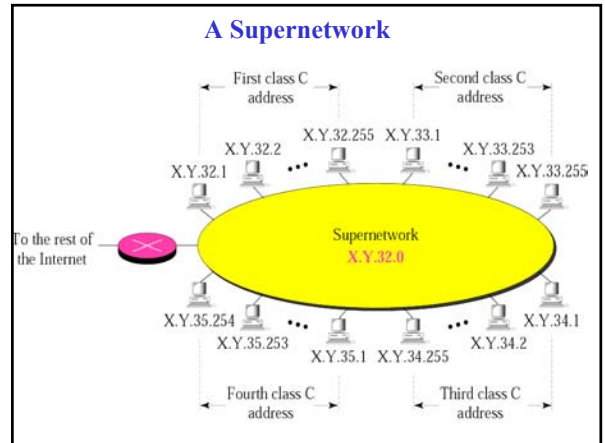 A Supernetwork
First class C
address
Second class C
address
X.Y.32.1
X.Y.32.2
X.Y.32.255
X.Y.33.1
X.Y.33.253
X.Y.33.255
To the rest of
the Internet
Supernetwork
X.Y.32.0
X.Y.35.254
X.Y.35.253
X.Y.35.1
X.Y.34.255
X.Y.34.2
X.Y.34.1
Fourth class C
address
Third class C
address